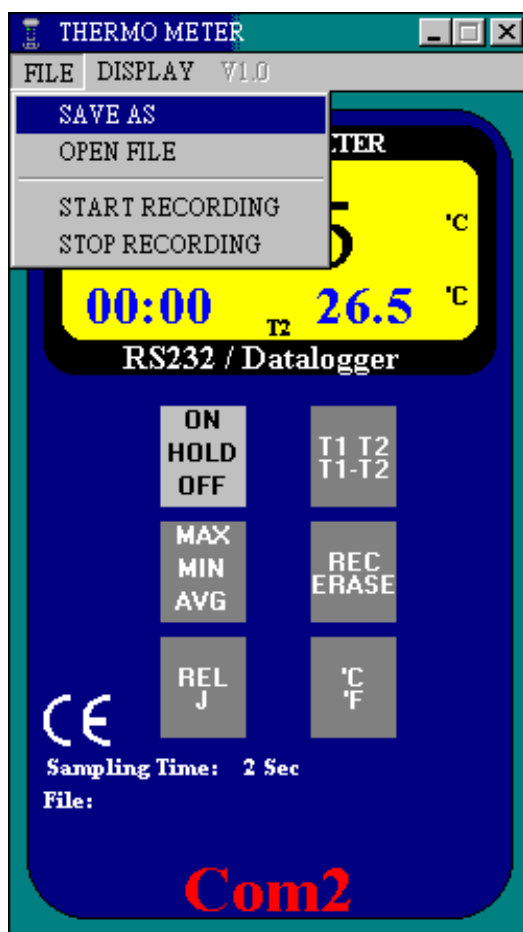 THERMO METER
FILE DISPLAY V1.0
SAVE AS
OPEN FILE
START RECORDING
STOP RECORDING
'C
00:00 T2 26.5 'C
RS232 / Datalogger
ON
HOLD
OFF
T1 T2
T1-T2
MAX
MIN
AVG
REC
ERASE
REL
J
'C
'F
CE
Sampling Time: 2 Sec
File:
Com2